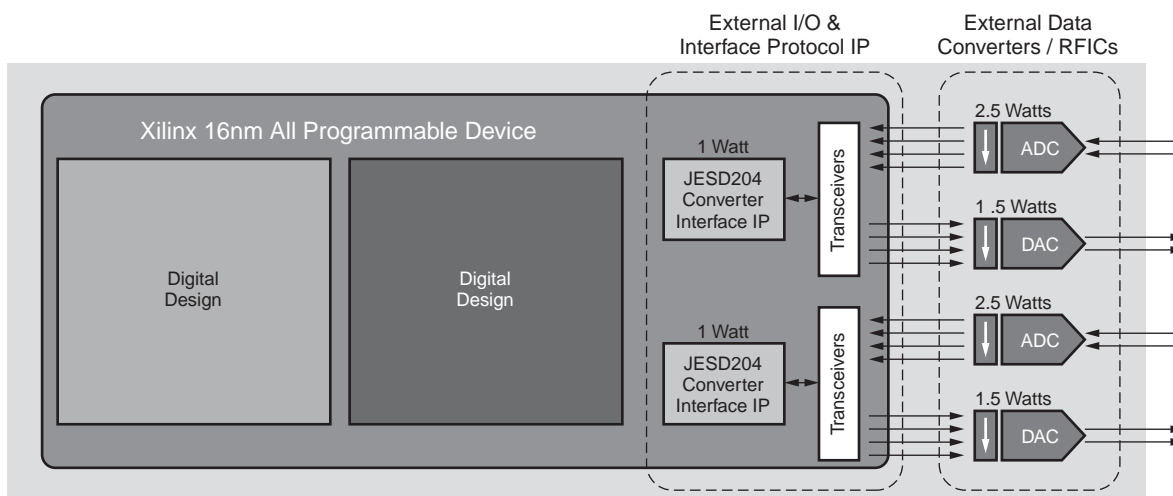 External I/O &
Interface Protocol IP
External Data
Converters / RFICs
Xilinx 16nm All Programmable Device
Digital
Design
Digital
Design
1 Watt
JESD204
Converter
Interface IP
Transceivers
1 Watt
JESD204
Converter
Interface IP
Transceivers
2.5 Watts
ADC
1 .5 Watts
DAC
2.5 Watts
ADC
1.5 Watts
DAC